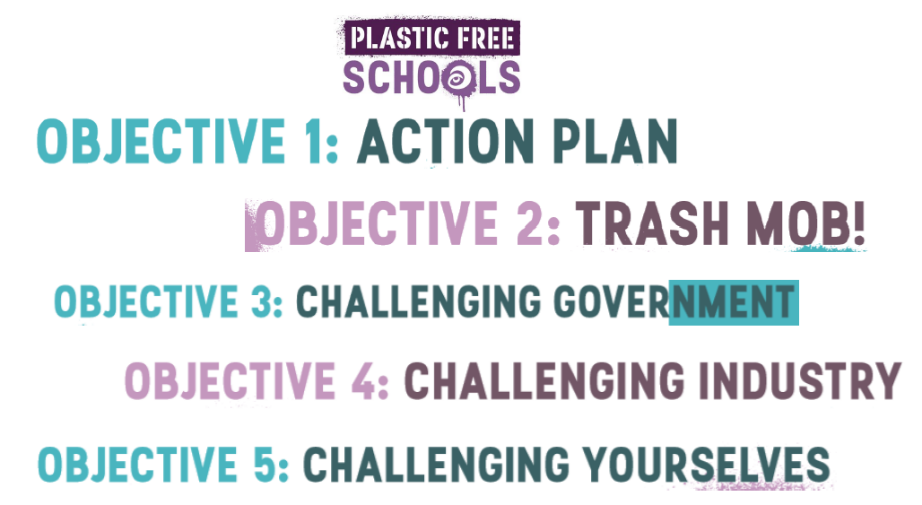 PLASTIC FREE
SCHOOLS
OBJECTIVE 1: ACTION PLAN
OBJECTIVE 2: TRASH MOB!
OBJECTIVE 3: CHALLENGING GOVERNMENT
OBJECTIVE 4: CHALLENGING INDUSTRY
OBJECTIVE 5: CHALLENGING YOURSELVES